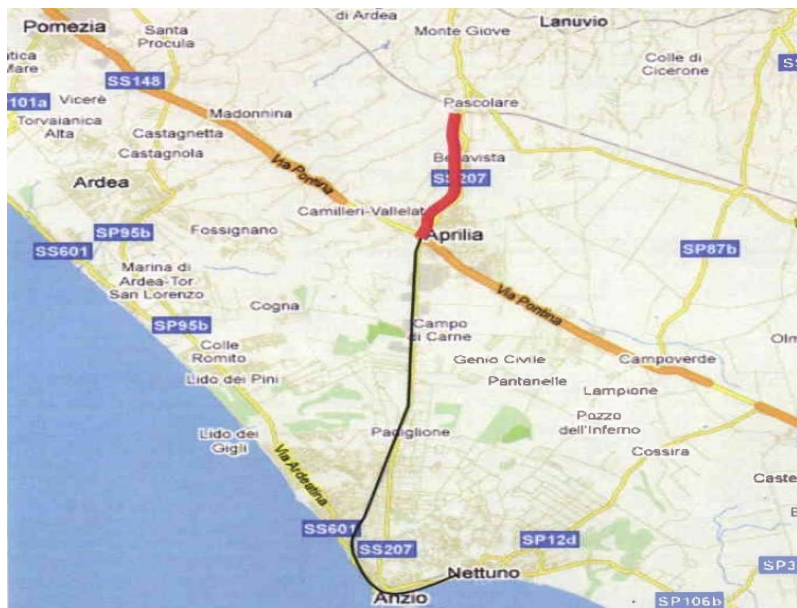 di Ardea
Lanuvio
Pomezia
Santa
Procula
Monte Giove
Colle di
Cicerone
Mare
SS148
101a
Vicerè
Torvaianica
Alta
Madonnina
Pascolare
Castagnetta
Castagnola
Via Pontina
SS207
Ardea
Camilleri-Vallelat
SP95b
Fossignano
Aprilia
SS601
SP87b
Marina di
Ardea-Tor
San Lorenzo
Via Pontina
Cogna
SP95b
Campo
di Carne
Colle
Romito
Genio Civile
Campoverde
Lido dei Pini
Pantanelle
Lampione
Pozzo
dell'Inferno
Lido dei
Gigli
Padiglione
Cossira
Via Ardeatina
SS601
SS207
SP12d
Nettuno
Anzio
SP106b